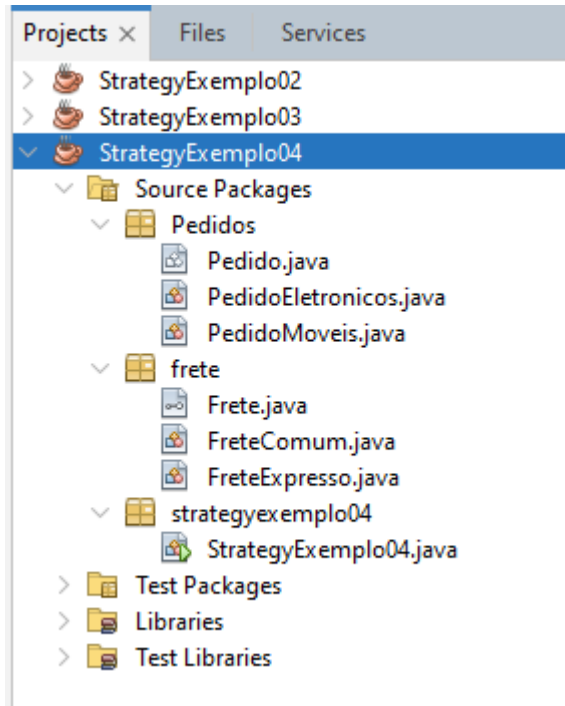 Projects × Files Services
StrategyExemplo02
StrategyExemplo03
StrategyExemplo04
Source Packages
Pedidos
Pedido.java
PedidoEletronicos.java
PedidoMoveis.java
frete
Frete.java
FreteComum.java
FreteExpresso.java
strategyexemplo04
StrategyExemplo04.java
Test Packages
Libraries
Test Libraries